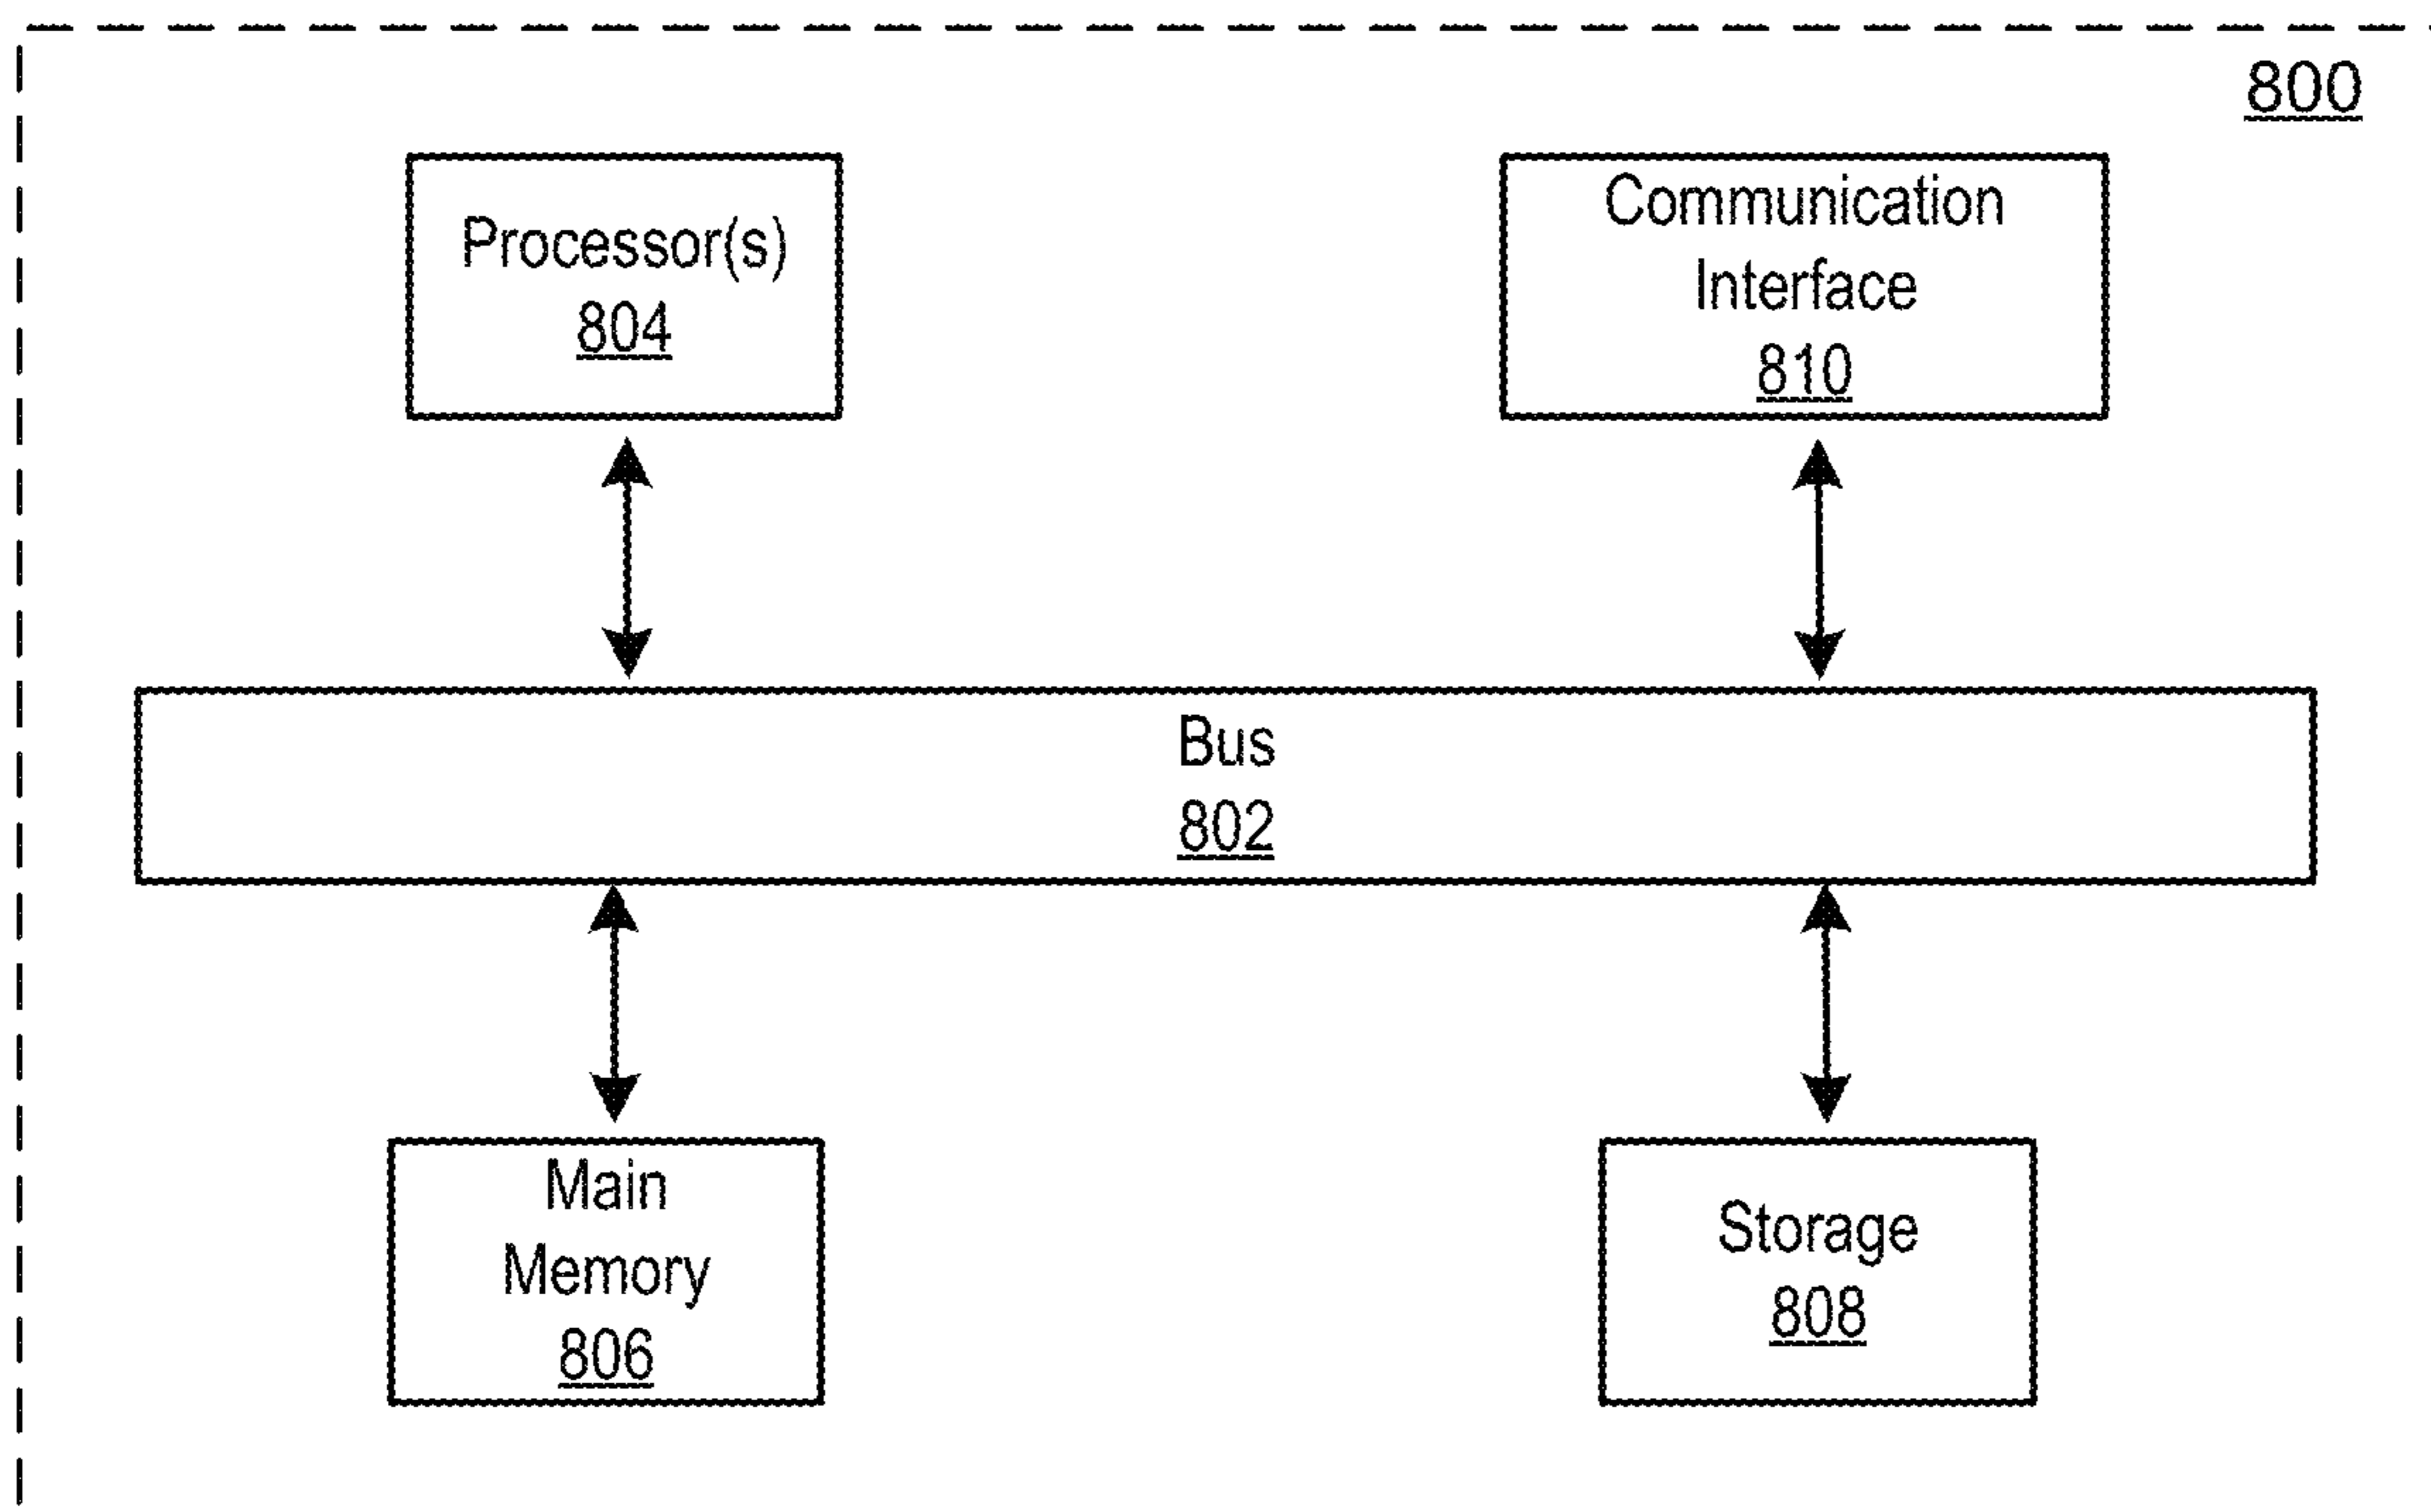 800
Processor(s)
804
Communication
Interface
810
Bus
802
Main
Memory
806
Storage
808